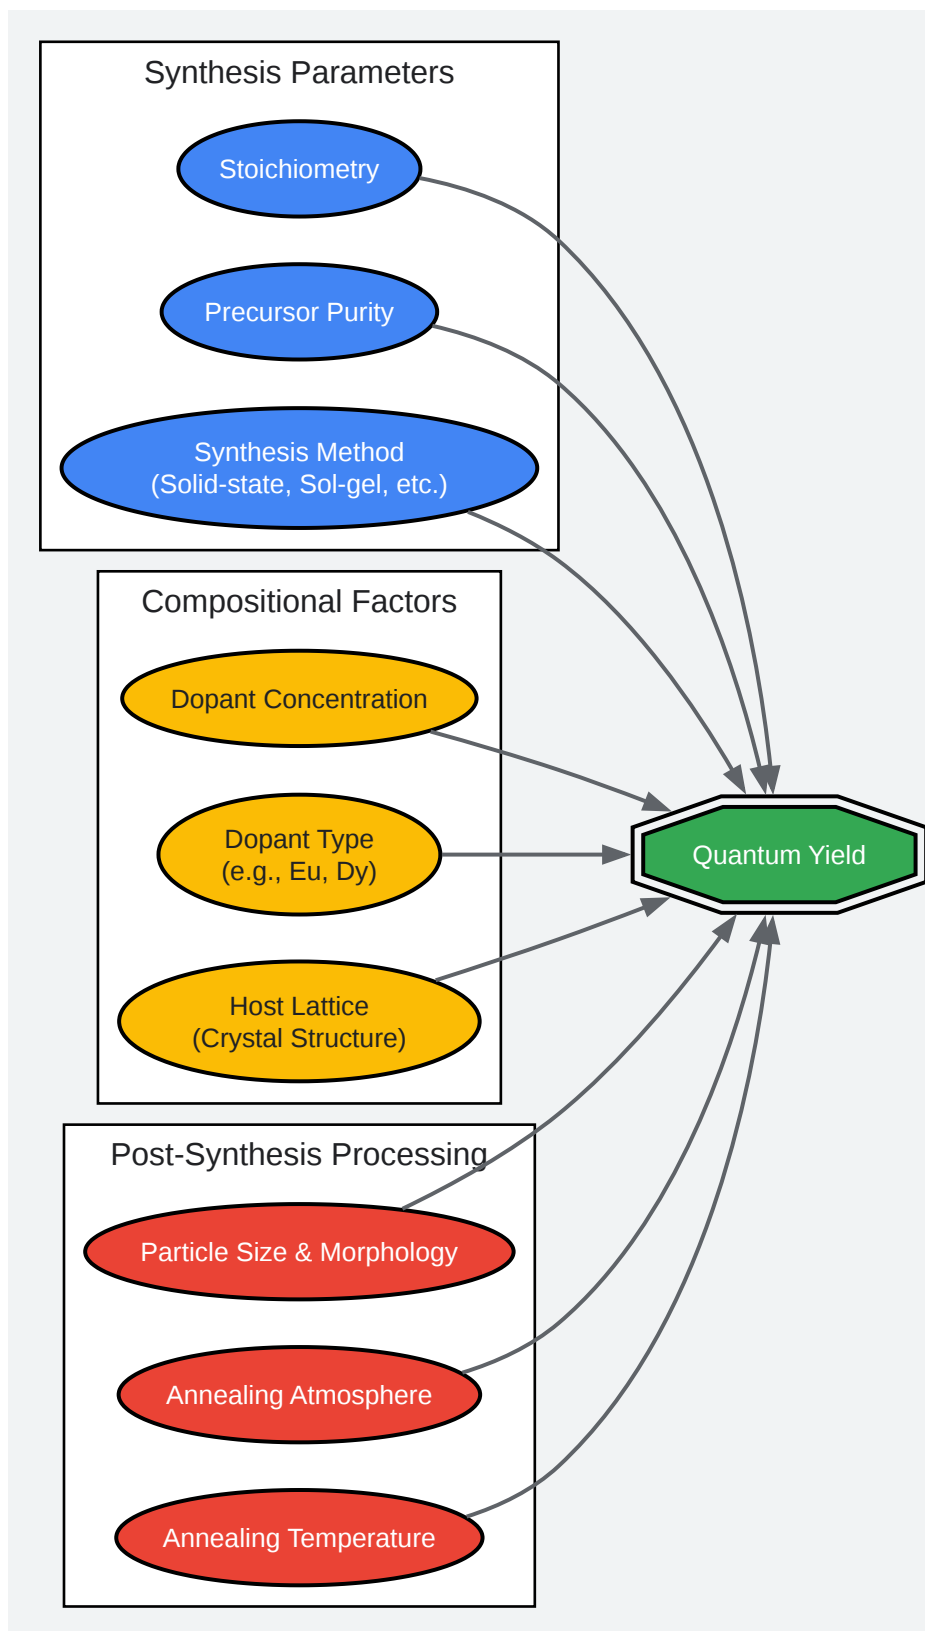 Synthesis Parameters
Stoichiometry
Precursor Purity
Synthesis Method
(Solid-state, Sol-gel, etc.)
Compositional Factors
Dopant Concentration
Dopant Type
(e.g., Eu, Dy)
Host Lattice
(Crystal Structure)
Quantum Yield
Post-Synthesis Processing
Particle Size & Morphology
Annealing Atmosphere
Annealing Temperature